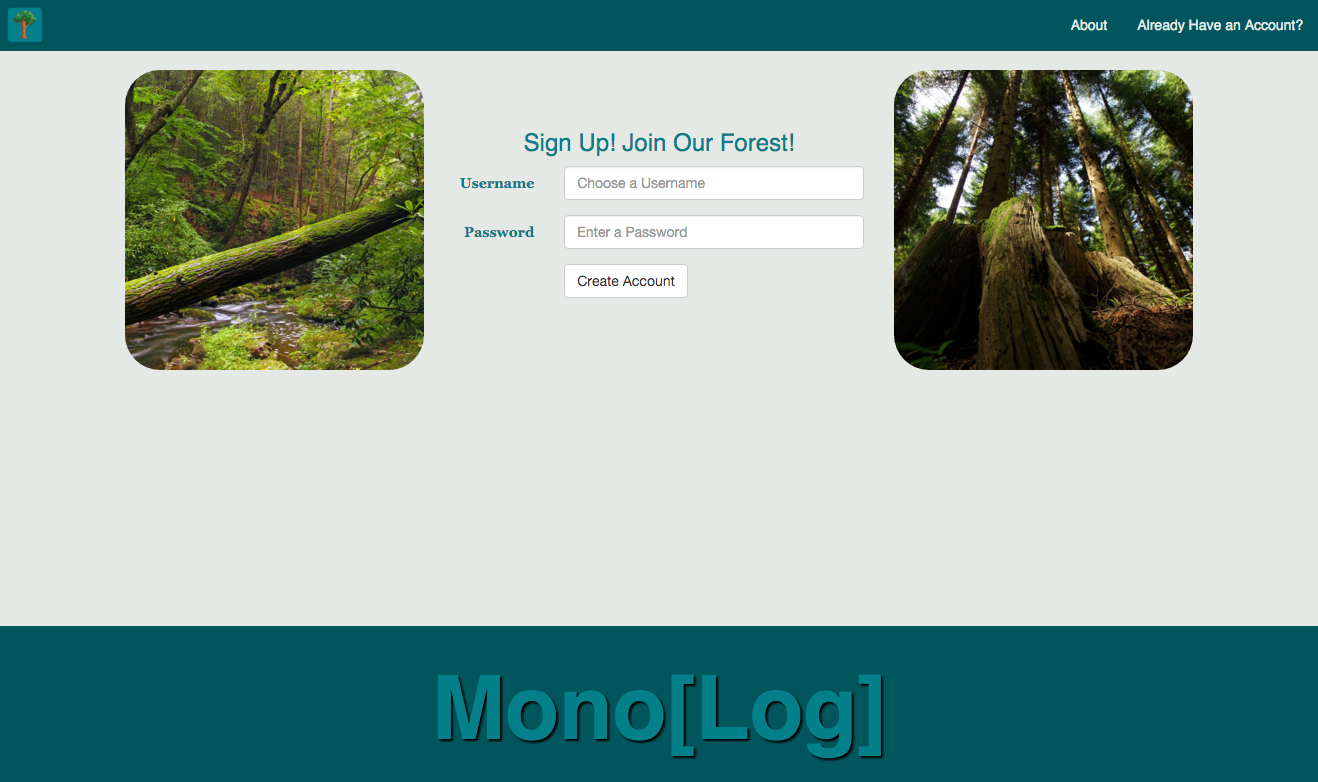 About Already Have an Account?
Sign Up! Join Our Forest!
Username Choose a Username
Password Enter a Password
Create Account
Mono[Log]